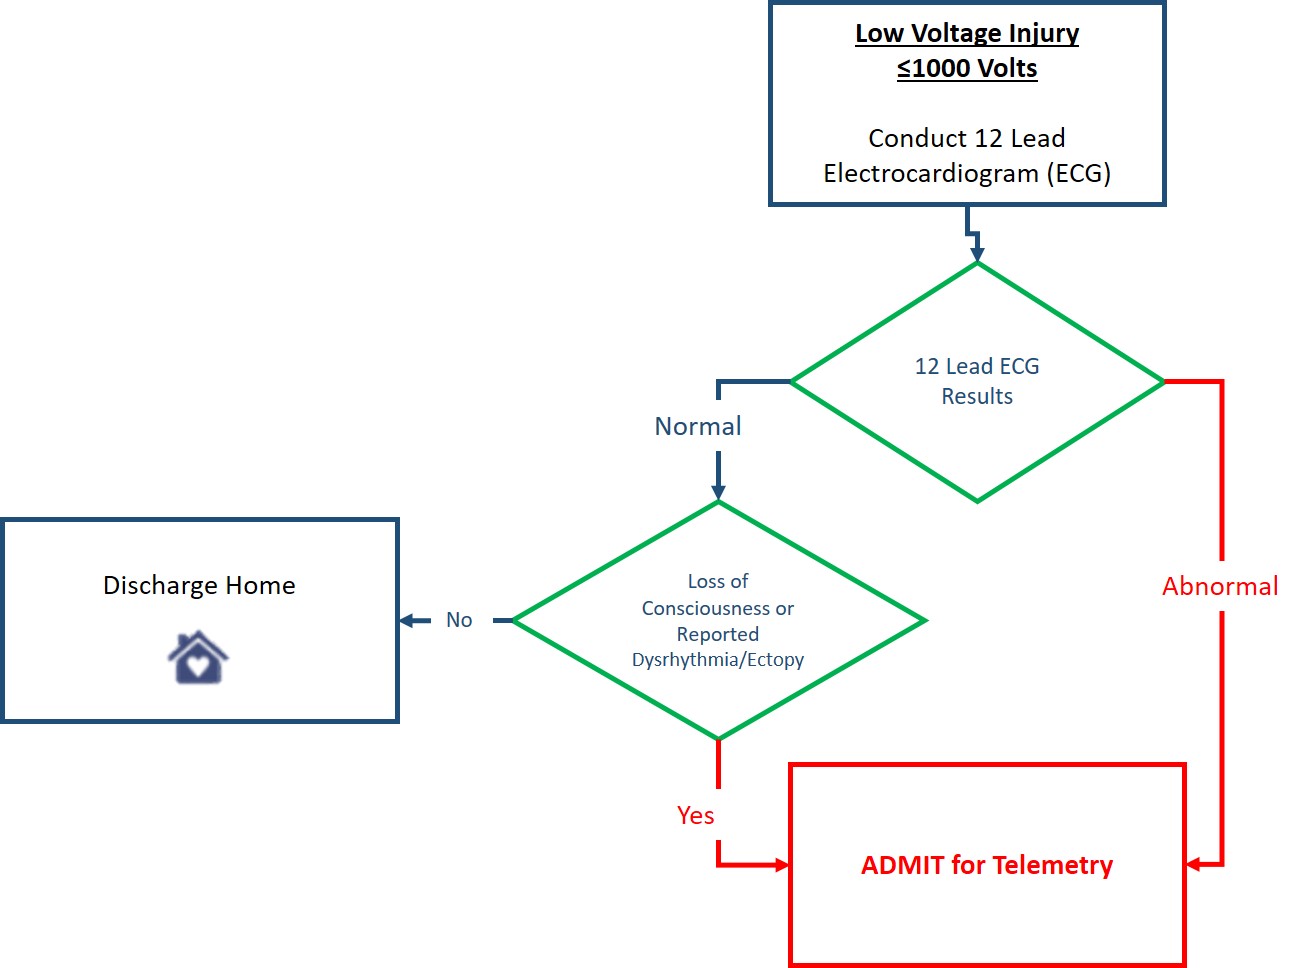 Low Voltage Injury
≤1000 Volts
Conduct 12 Lead
Electrocardiogram (ECG)
12 Lead ECG
Results
Normal
Abnormal
Loss of
Consciousness or
Reported
Dysrhythmia/Ectopy
No
Discharge Home
Yes
ADMIT for Telemetry